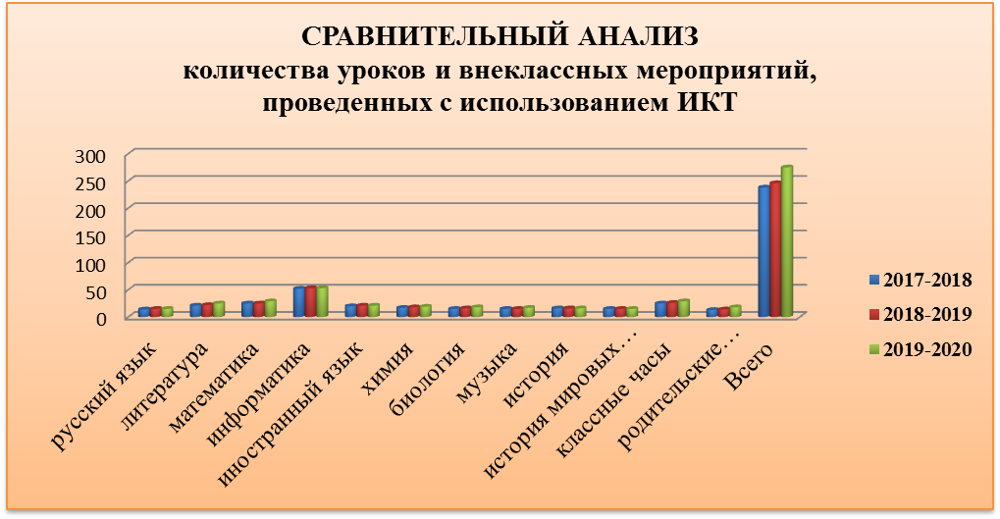 СРАВНИТЕЛЬНЫЙ АНАЛИЗ
количества уроков и внеклассных мероприятий,
проведенных с использованием ИКТ
300
250
200
150
100
50
0
русский язык
литература
математика
информатика
иностранный язык
химия
биология
музыка
история
история мировых…
классные часы
родительские…
Всего
2017-2018
2018-2019
2019-2020